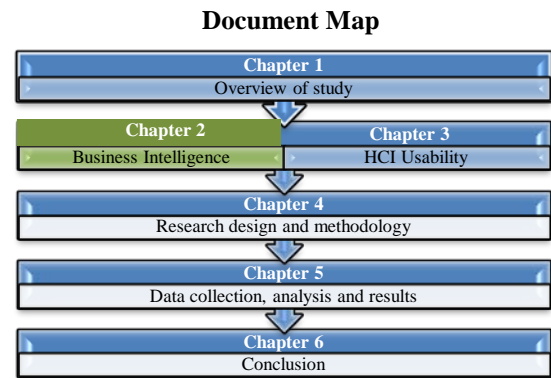 Document Map
Chapter 1
Overview of study
Chapter 2
Business Intelligence
Chapter 3
HCI Usability
Chapter 4
Research design and methodology
Chapter 5
Data collection, analysis and results
Chapter 6
Conclusion